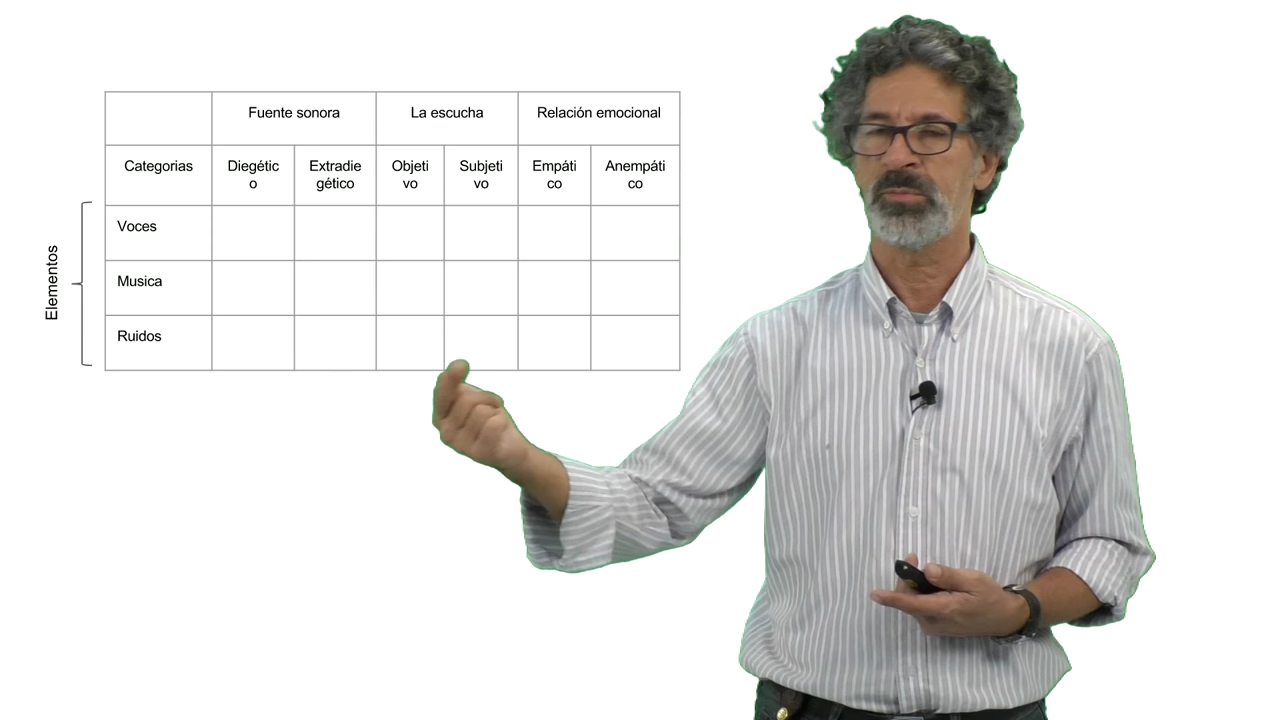 Fuente sonora La escucha Relación emocional
Categorias Diegétic
o Extradie
gético Objeti
vo Subjeti
vo Empáti
co Anempáti
co
Elementos
Voces
Musica
Ruidos